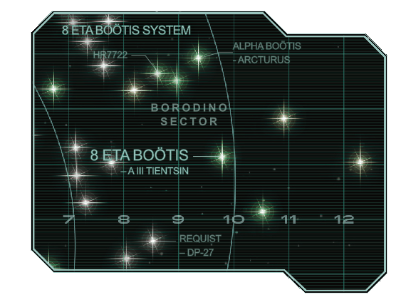 8 ETA BOÖTIS SYSTEM
ALPHA BOÖTIS
- ARCTURUS
HR7722
BORODINO
SECTOR
8 ETA BOÖTIS
– A III TIENTSIN
7 8 9 10 11 12
REQUIST
– DP-27